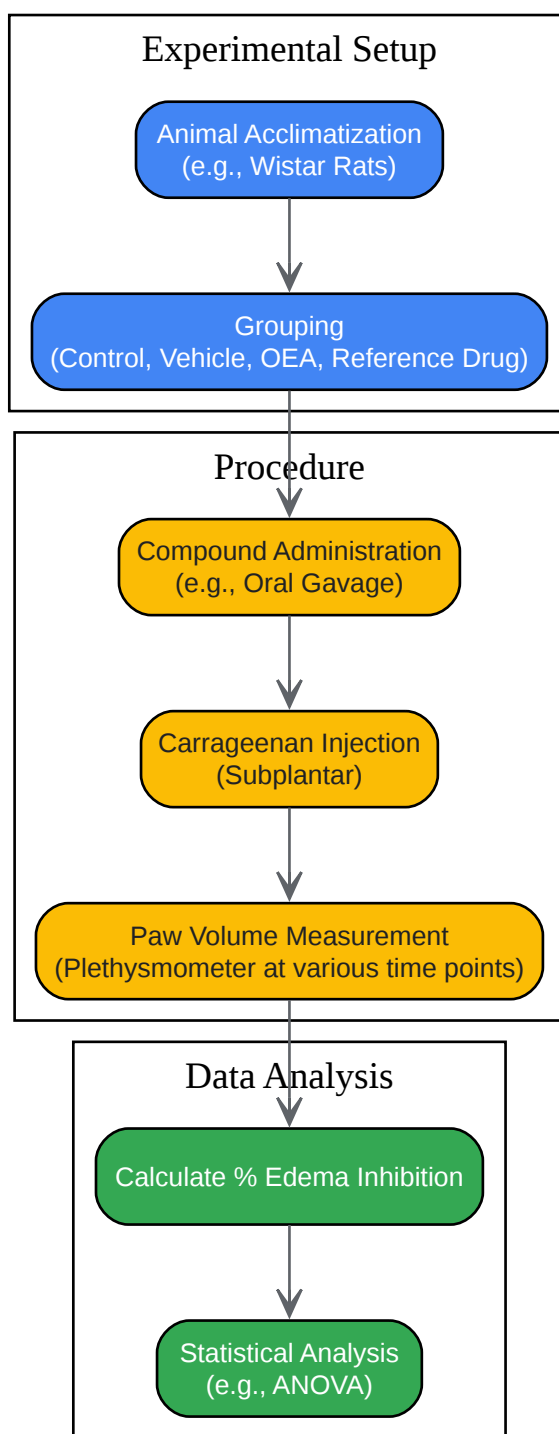 Experimental Setup
Animal Acclimatization
(e.g., Wistar Rats)
Grouping
(Control, Vehicle, OEA, Reference Drug)
Procedure
Compound Administration
(e.g., Oral Gavage)
Carrageenan Injection
(Subplantar)
Paw Volume Measurement
(Plethysmometer at various time points)
Data Analysis
Calculate % Edema Inhibition
Statistical Analysis
(e.g., ANOVA)